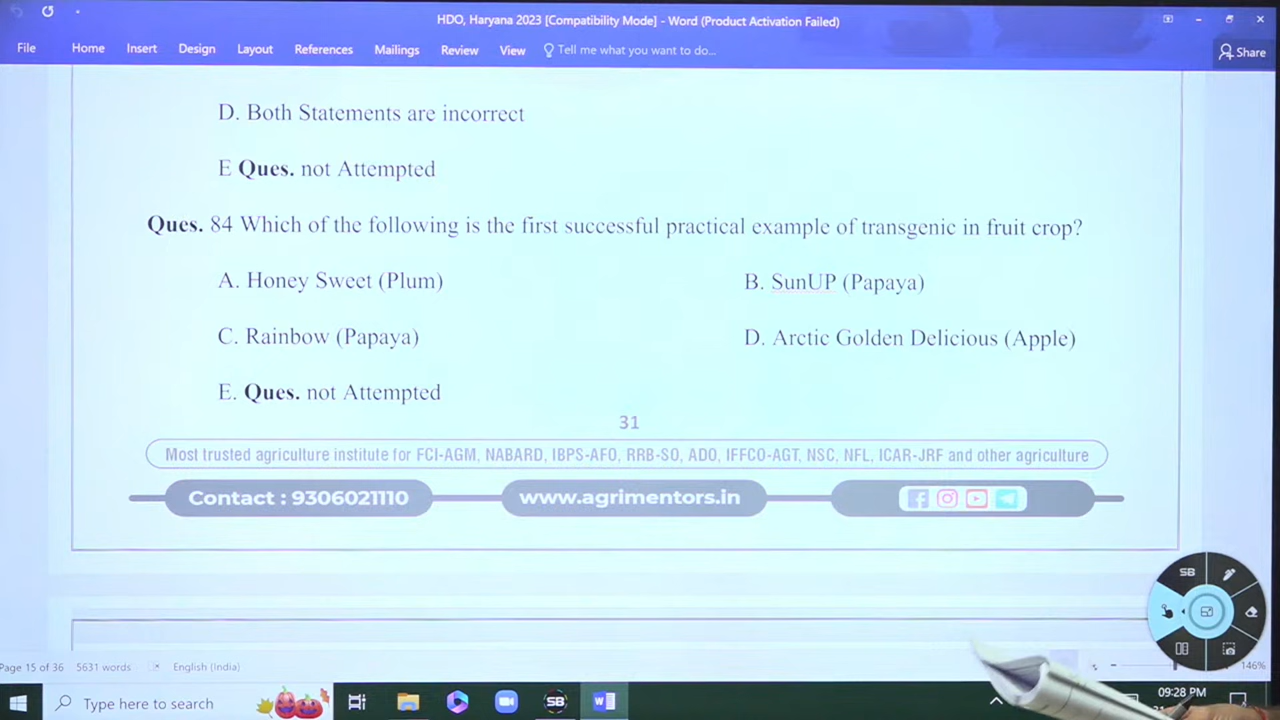 HDO, Haryana 2023 [Compatibility Mode] - Word (Product Activation Failed)
File Home Insert Design Layout References Mailings Review View Tell me what you want to do... Share
D. Both Statements are incorrect
E Ques. not Attempted
Ques. 84 Which of the following is the first successful practical example of transgenic in fruit crop?
A. Honey Sweet (Plum) B. SunUP (Papaya)
C. Rainbow (Papaya) D. Arctic Golden Delicious (Apple)
E. Ques. not Attempted
31
Most trusted agriculture institute for FCI-AGM, NABARD, IBPS-AFO, RRB-SO, ADO, IFFCO-AGT, NSC, NFL, ICAR-JRF and other agriculture
Contact : 9306021110 www.agrimentors.in
SB
Page 15 of 36 5631 words English (India) 146%
Type here to search SB 09:28 PM